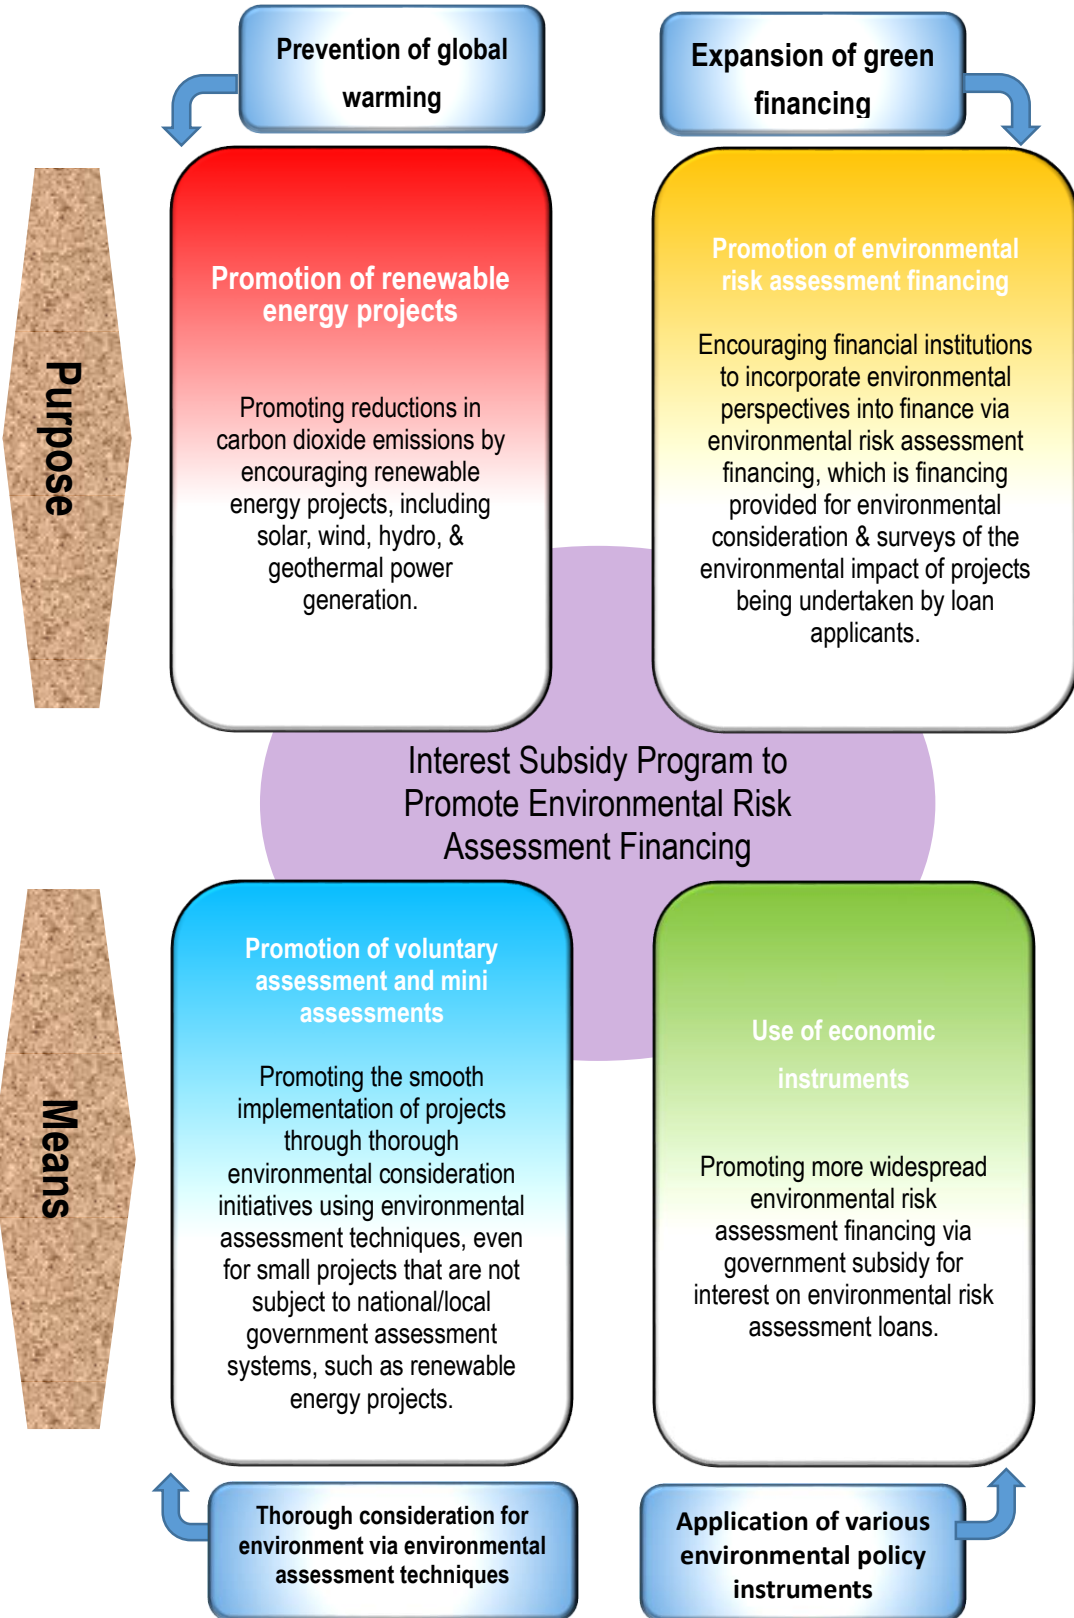 Prevention of global
warming
Expansion of green
financing
Purpose
Promotion of renewable
energy projects
Promoting reductions in
carbon dioxide emissions by
encouraging renewable
energy projects, including
solar, wind, hydro, &
geothermal power
generation.
Promotion of environmental
risk assessment financing
Encouraging financial institutions
to incorporate environmental
perspectives into finance via
environmental risk assessment
financing, which is financing
provided for environmental
consideration & surveys of the
environmental impact of projects
being undertaken by loan
applicants.
Interest Subsidy Program to
Promote Environmental Risk
Assessment Financing
Means
Promotion of voluntary
assessment and mini
assessments
Promoting the smooth
implementation of projects
through thorough
environmental consideration
initiatives using environmental
assessment techniques, even
for small projects that are not
subject to national/local
government assessment
systems, such as renewable
energy projects.
Use of economic
instruments
Promoting more widespread
environmental risk
assessment financing via
government subsidy for
interest on environmental risk
assessment loans.
Thorough consideration for
environment via environmental
assessment techniques
Application of various
environmental policy
instruments